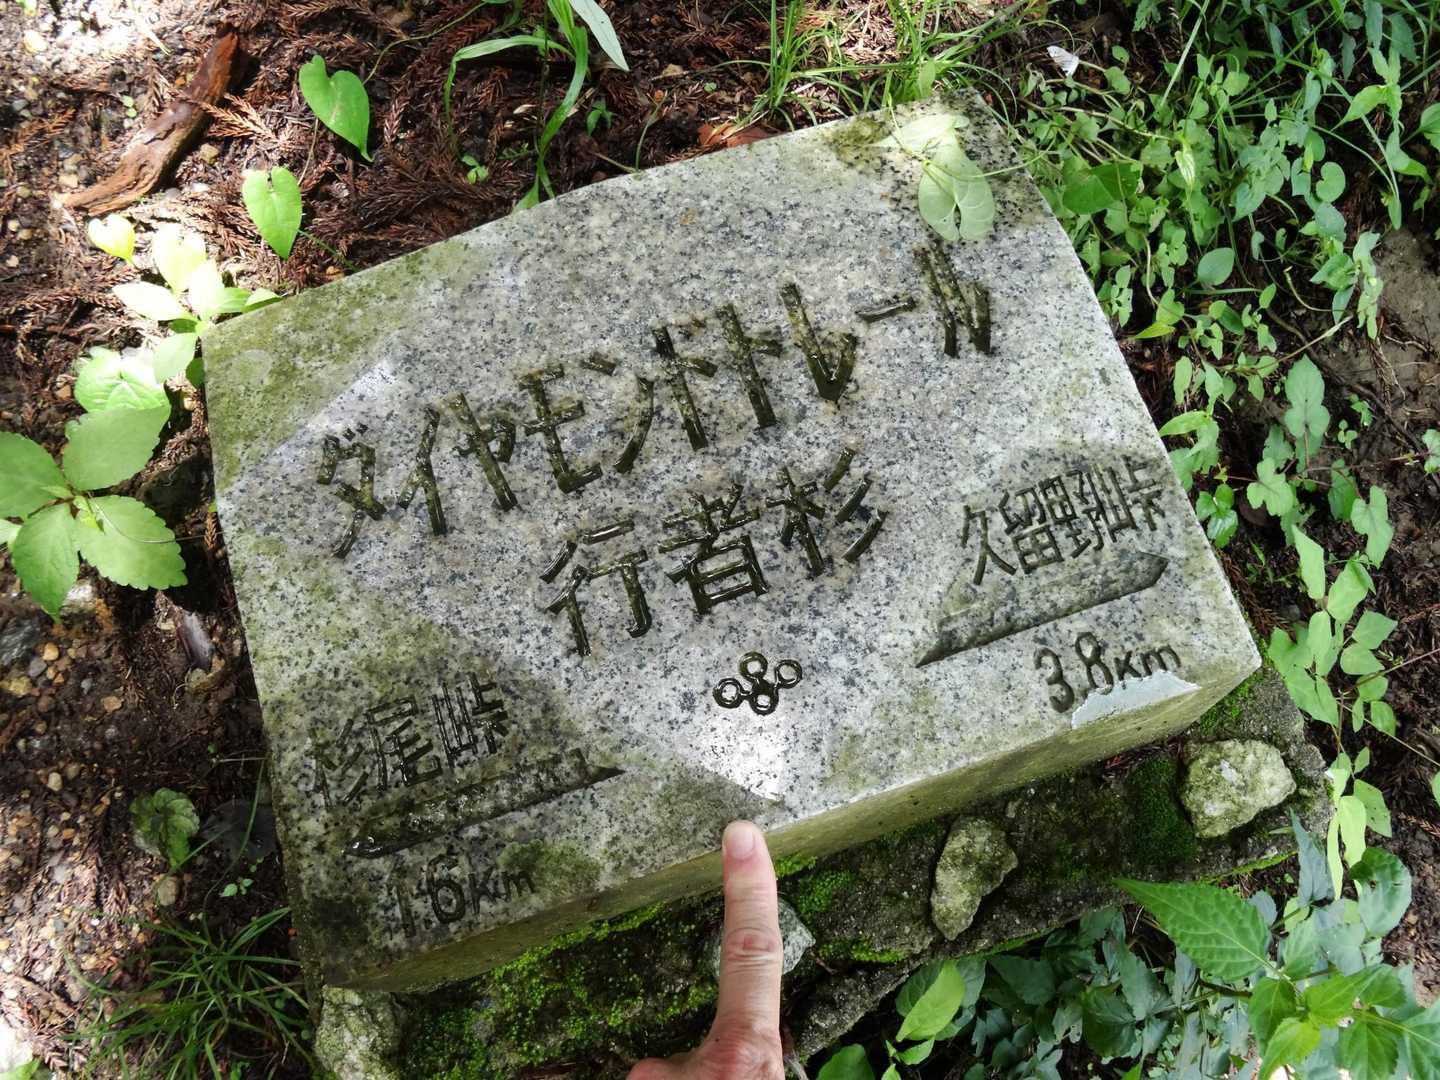 ダイヤモンドトレール
行者杉
久留野峠
3.8Km
杉尾峠
1.6Km